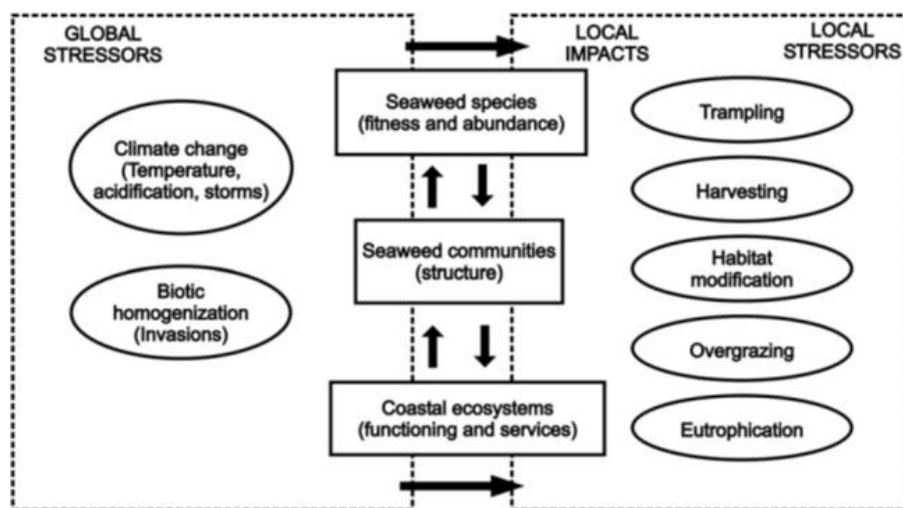 GLOBAL
STRESSORS
Climate change
(Temperature,
acidification, storms)
Biotic
homogenization
(Invasions)
Seaweed species
(fitness and abundance)
Seaweed communities
(structure)
Coastal ecosystems
(functioning and services)
LOCAL
IMPACTS
LOCAL
STRESSORS
Trampling
Harvesting
Habitat
modification
Overgrazing
Eutrophication